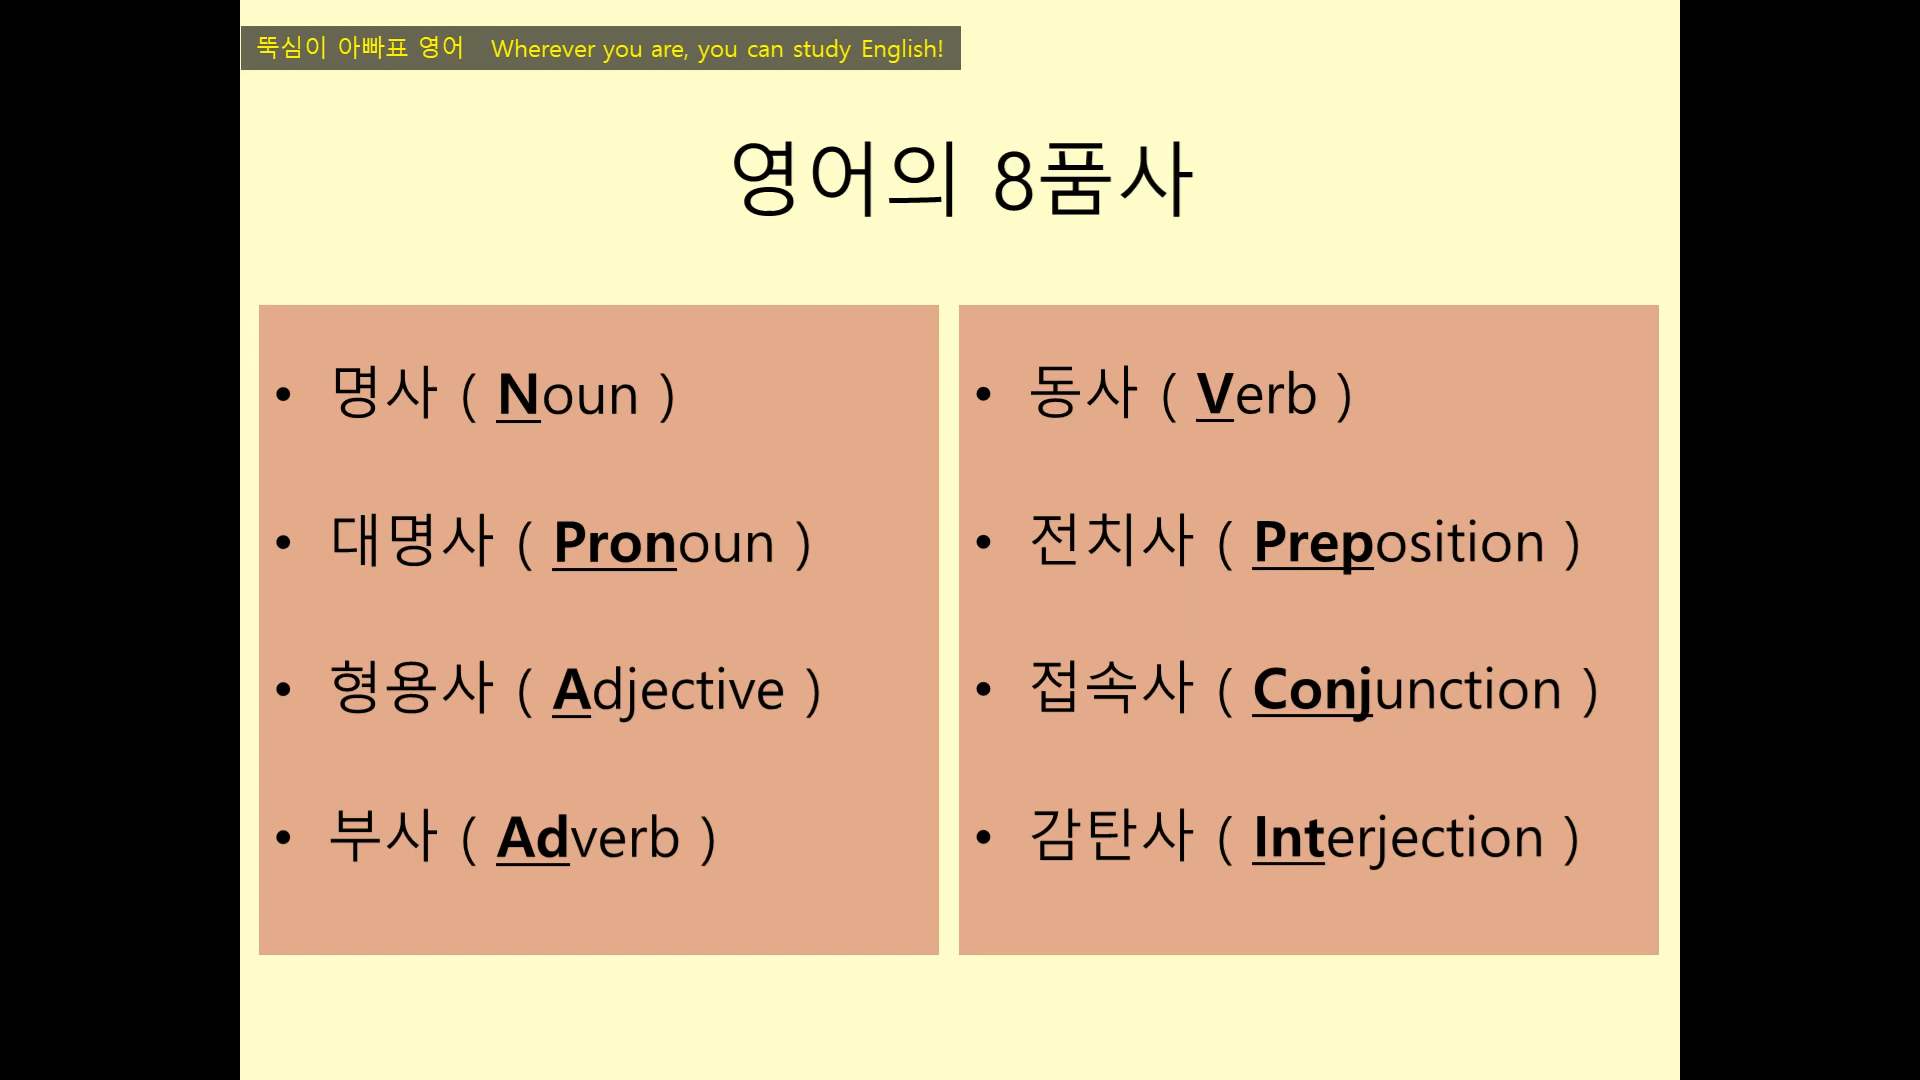 뚝심이 아빠표 영어 Wherever you are, you can study English!
영어의 8품사
• 명사 ( Noun )
• 대명사 ( Pronoun )
• 형용사 ( Adjective )
• 부사 ( Adverb )
• 동사 ( Verb )
• 전치사 ( Preposition )
• 접속사 ( Conjunction )
• 감탄사 ( Interjection )